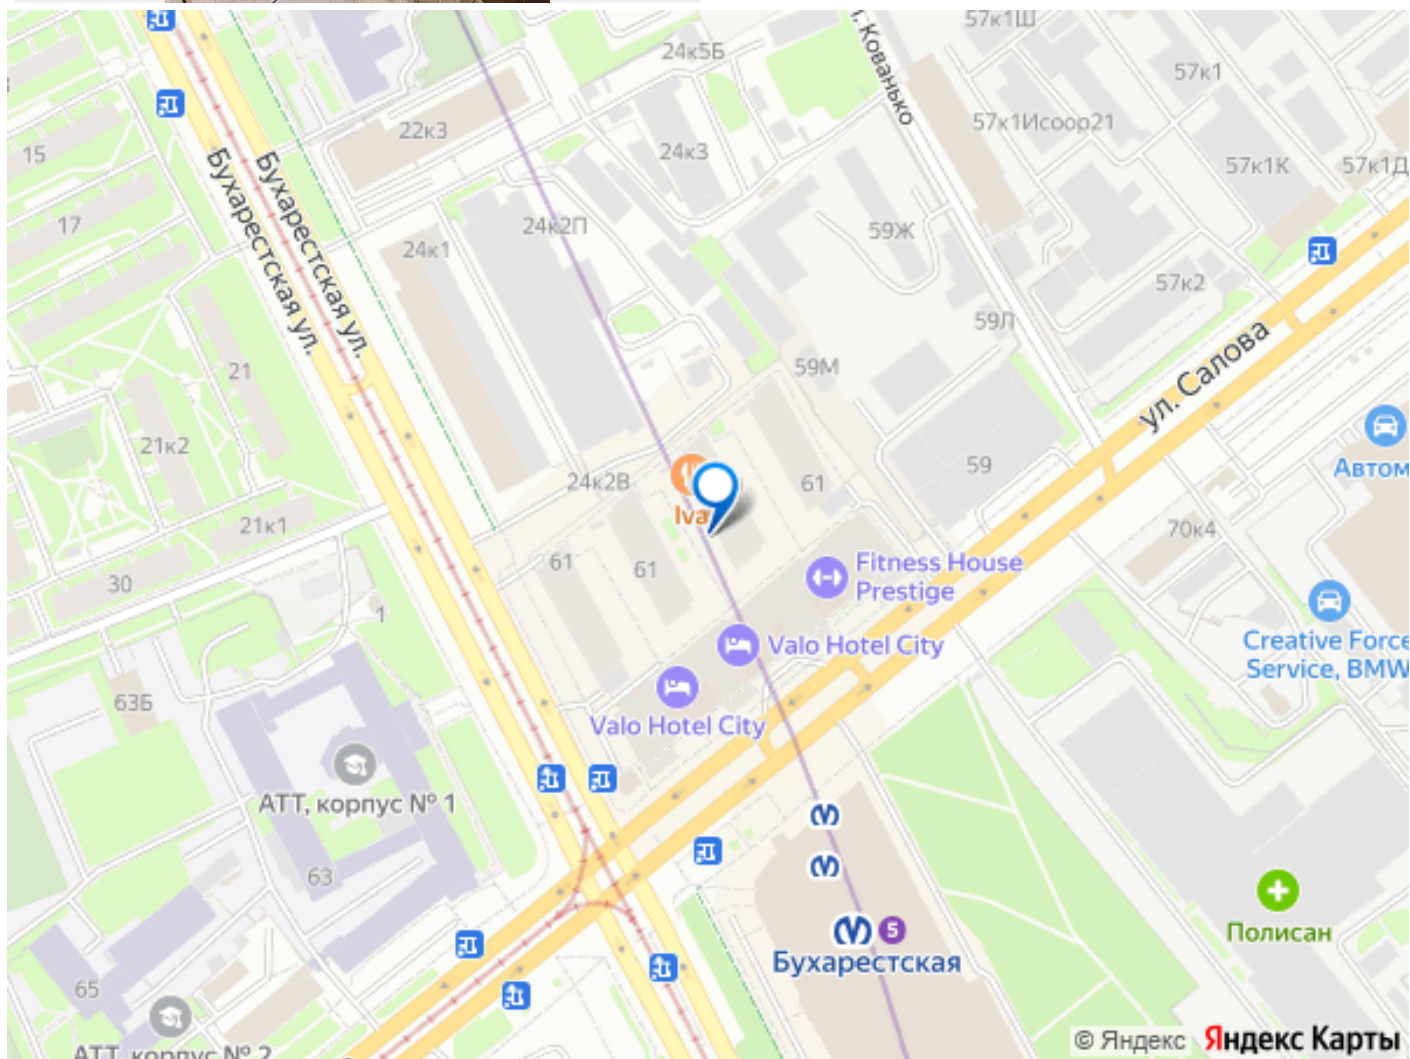 57к1Ш
24к5Б
. Кованько
57к1
22к3
57к1Исоор21
15
24к3
57к1К
57к1Д
Бухарестская ул.
Бухарестская ул.
17
24к2П
59Ж
24к1
57к2
59Л
ул. Салова
59М
21
Автом
21к2
24к2В
61
59
Iva
21к1
70к4
61
61
Fitness House
Prestige
30
1
Valo Hotel City
Creative Force
Service, BMW
63Б
Valo Hotel City
АТТ, корпус № 1
63
5
Бухарестская
Полисан
65
АТТ, корпус № 2
© Яндекс Яндекс Карты